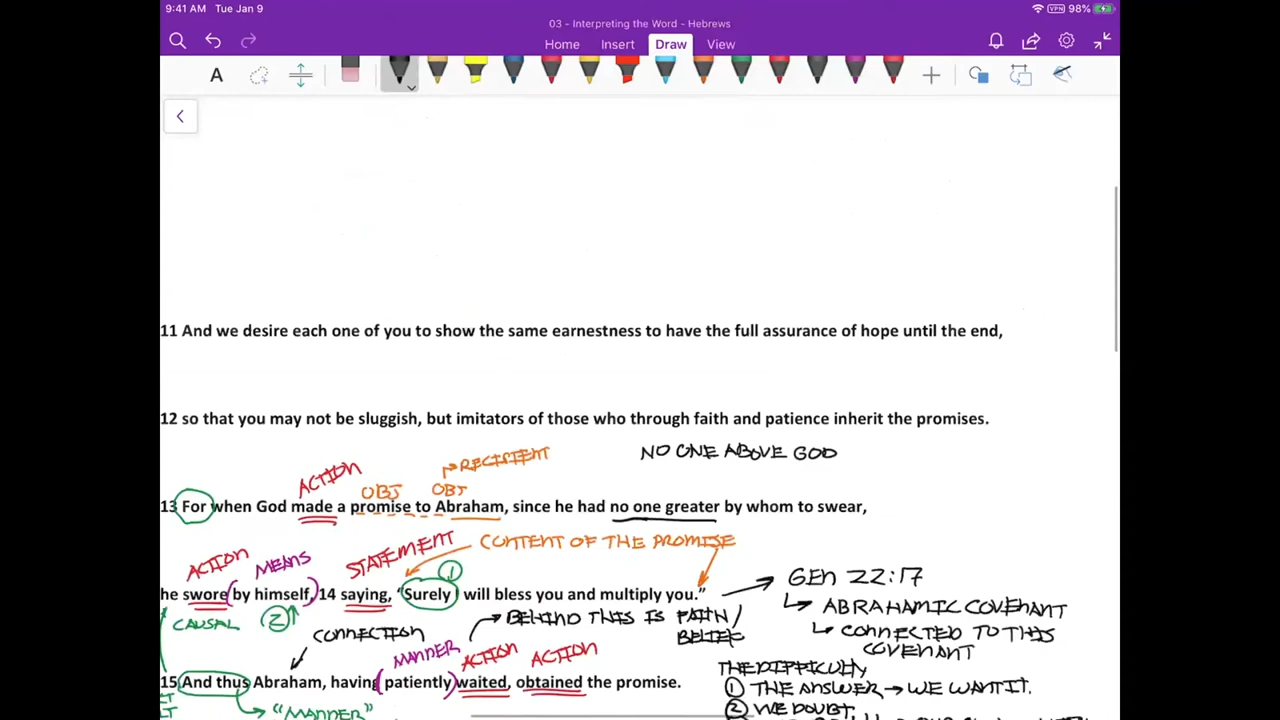 9:41 AM Tue Jan 9
VPN 98%
03 - Interpreting the Word - Hebrews
Home Insert Draw View
A
11 And we desire each one of you to show the same earnestness to have the full assurance of hope until the end,
12 so that you may not be sluggish, but imitators of those who through faith and patience inherit the promises.
NO ONE ABOVE GOD
RECIPIENT
ACTION OBJ OBJ
13 For when God made a promise to Abraham, since he had no one greater by whom to swear,
ACTION MEANS STATEMENT CONTENT OF THE PROMISE
1
he swore (by himself,) 14 saying, “Surely I will bless you and multiply you.” GEN 22:17
CAUSAL 2 BEHIND THIS IS PAIN/ ABRAHAMIC COVENANT
CONNECTION BELIEF CONNECTED TO THIS
MANNER ACTION ACTION COVENANT
THE DIFFICULTY
15 And thus Abraham, having (patiently) waited, obtained the promise. 1 THE ANSWER → WE WANT IT.
"MANNER" 2 WE DOUBT